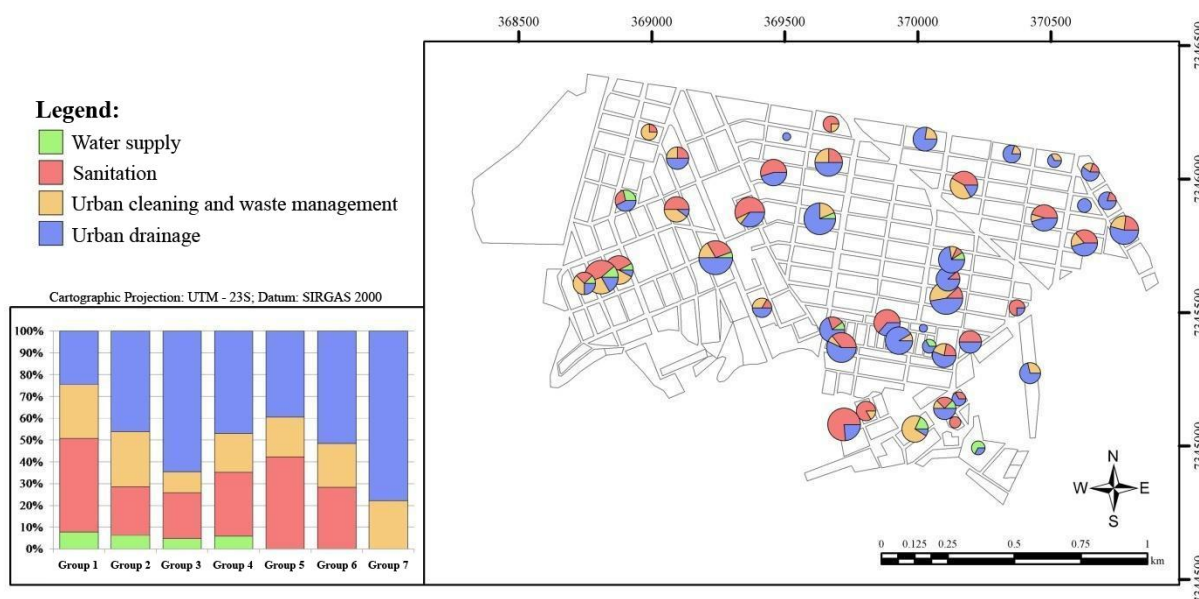 368500 369000 369500 370000 370500
Legend:
Water supply
Sanitation
Urban cleaning and waste management
Urban drainage
Cartographic Projection: UTM - 23S; Datum: SIRGAS 2000
100%
90%
80%
70%
60%
50%
40%
30%
20%
10%
0%
Group 1 Group 2 Group 3 Group 4 Group 5 Group 6 Group 7
7346000
7345500
N
W E
S
0 0.125 0.25 0.5 0.75 1
km